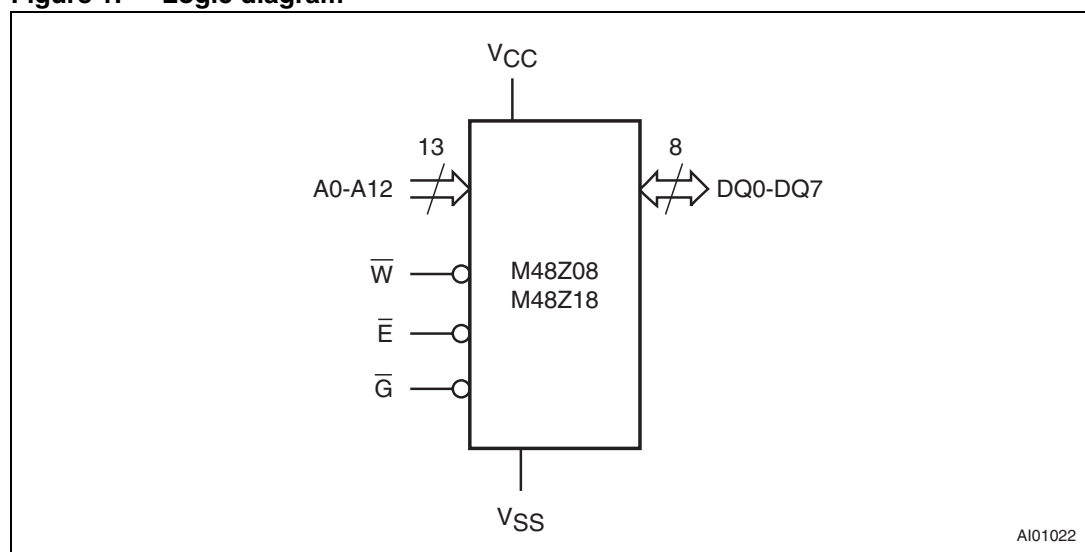 Figure 1. Logic diagram
VCC
13
8
A0-A12
DQ0-DQ7
W̅
M48Z08
M48Z18
E̅
G̅
VSS
AI01022